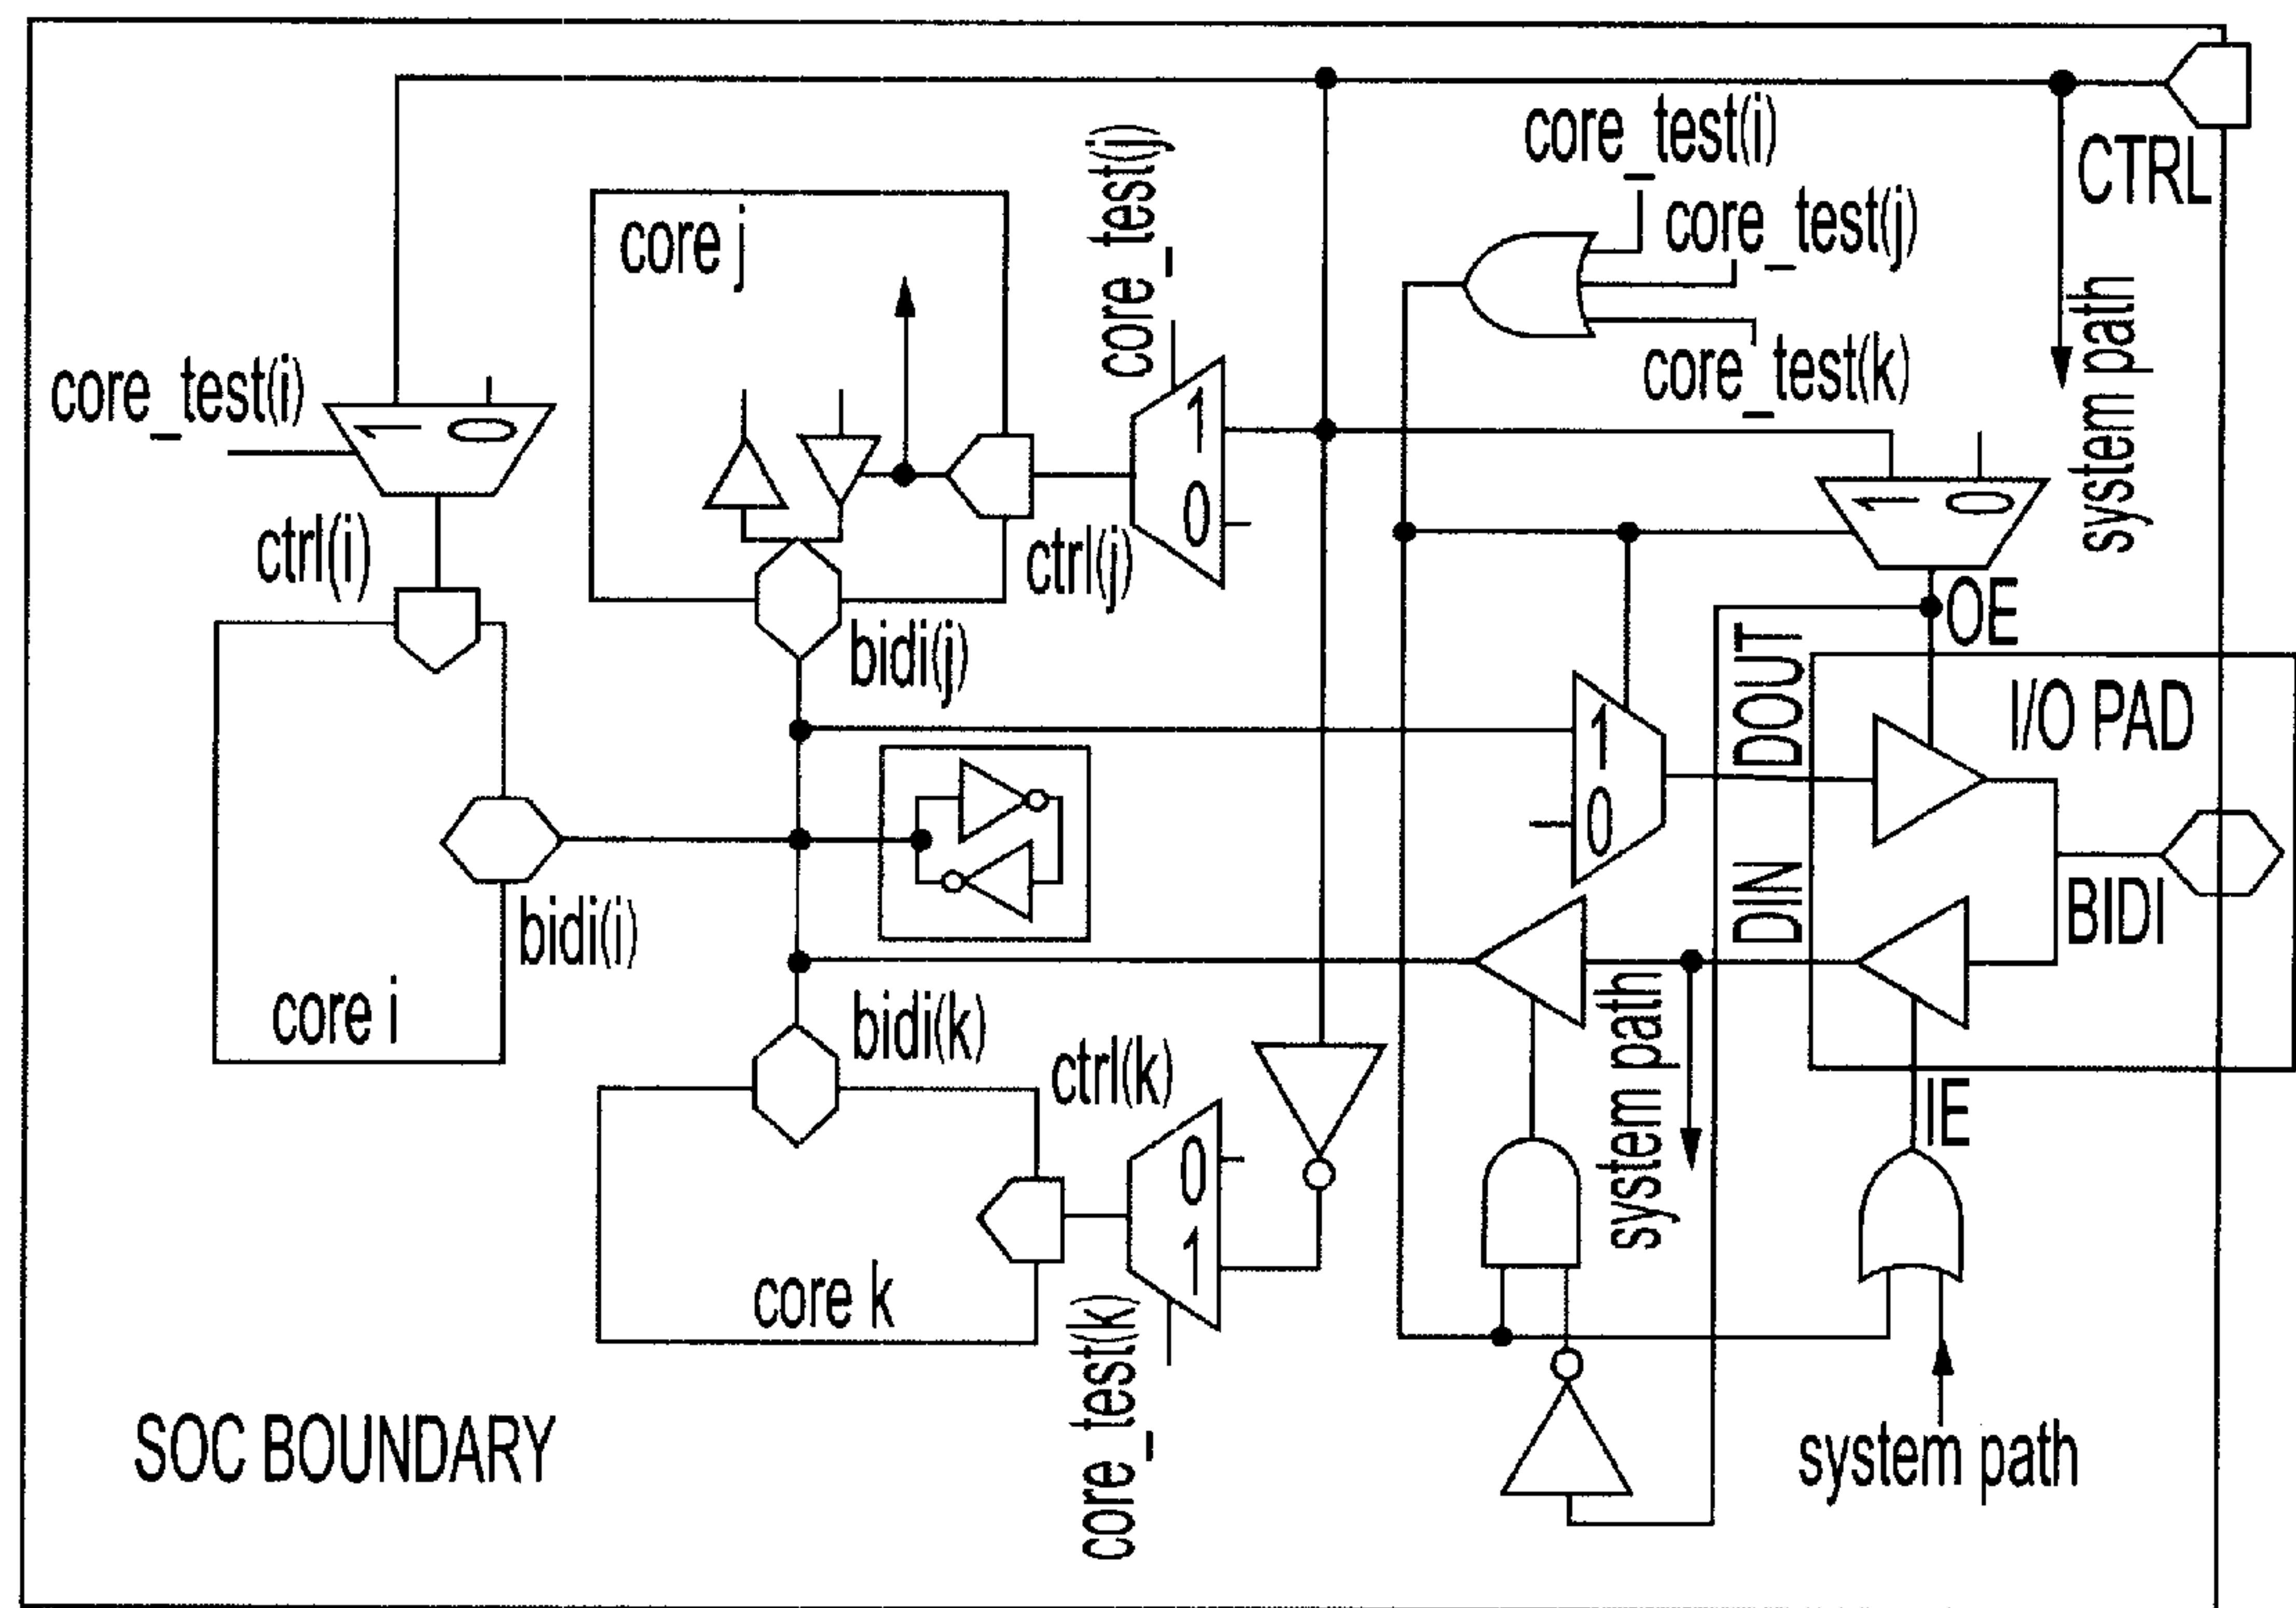 CTRL
core_test(i)
core_test(j)
core_test(k)
system path
core j
core_test(j)
core_test(i)
1 0
1
0
1 0
ctrl(i)
ctrl(j)
bidi(j)
OE
DOUT
I/O PAD
1
0
DIN
BIDI
bidi(i)
core i
bidi(k)
ctrl(k)
system path
IE
0
1
core k
core_test(k)
system path
SOC BOUNDARY